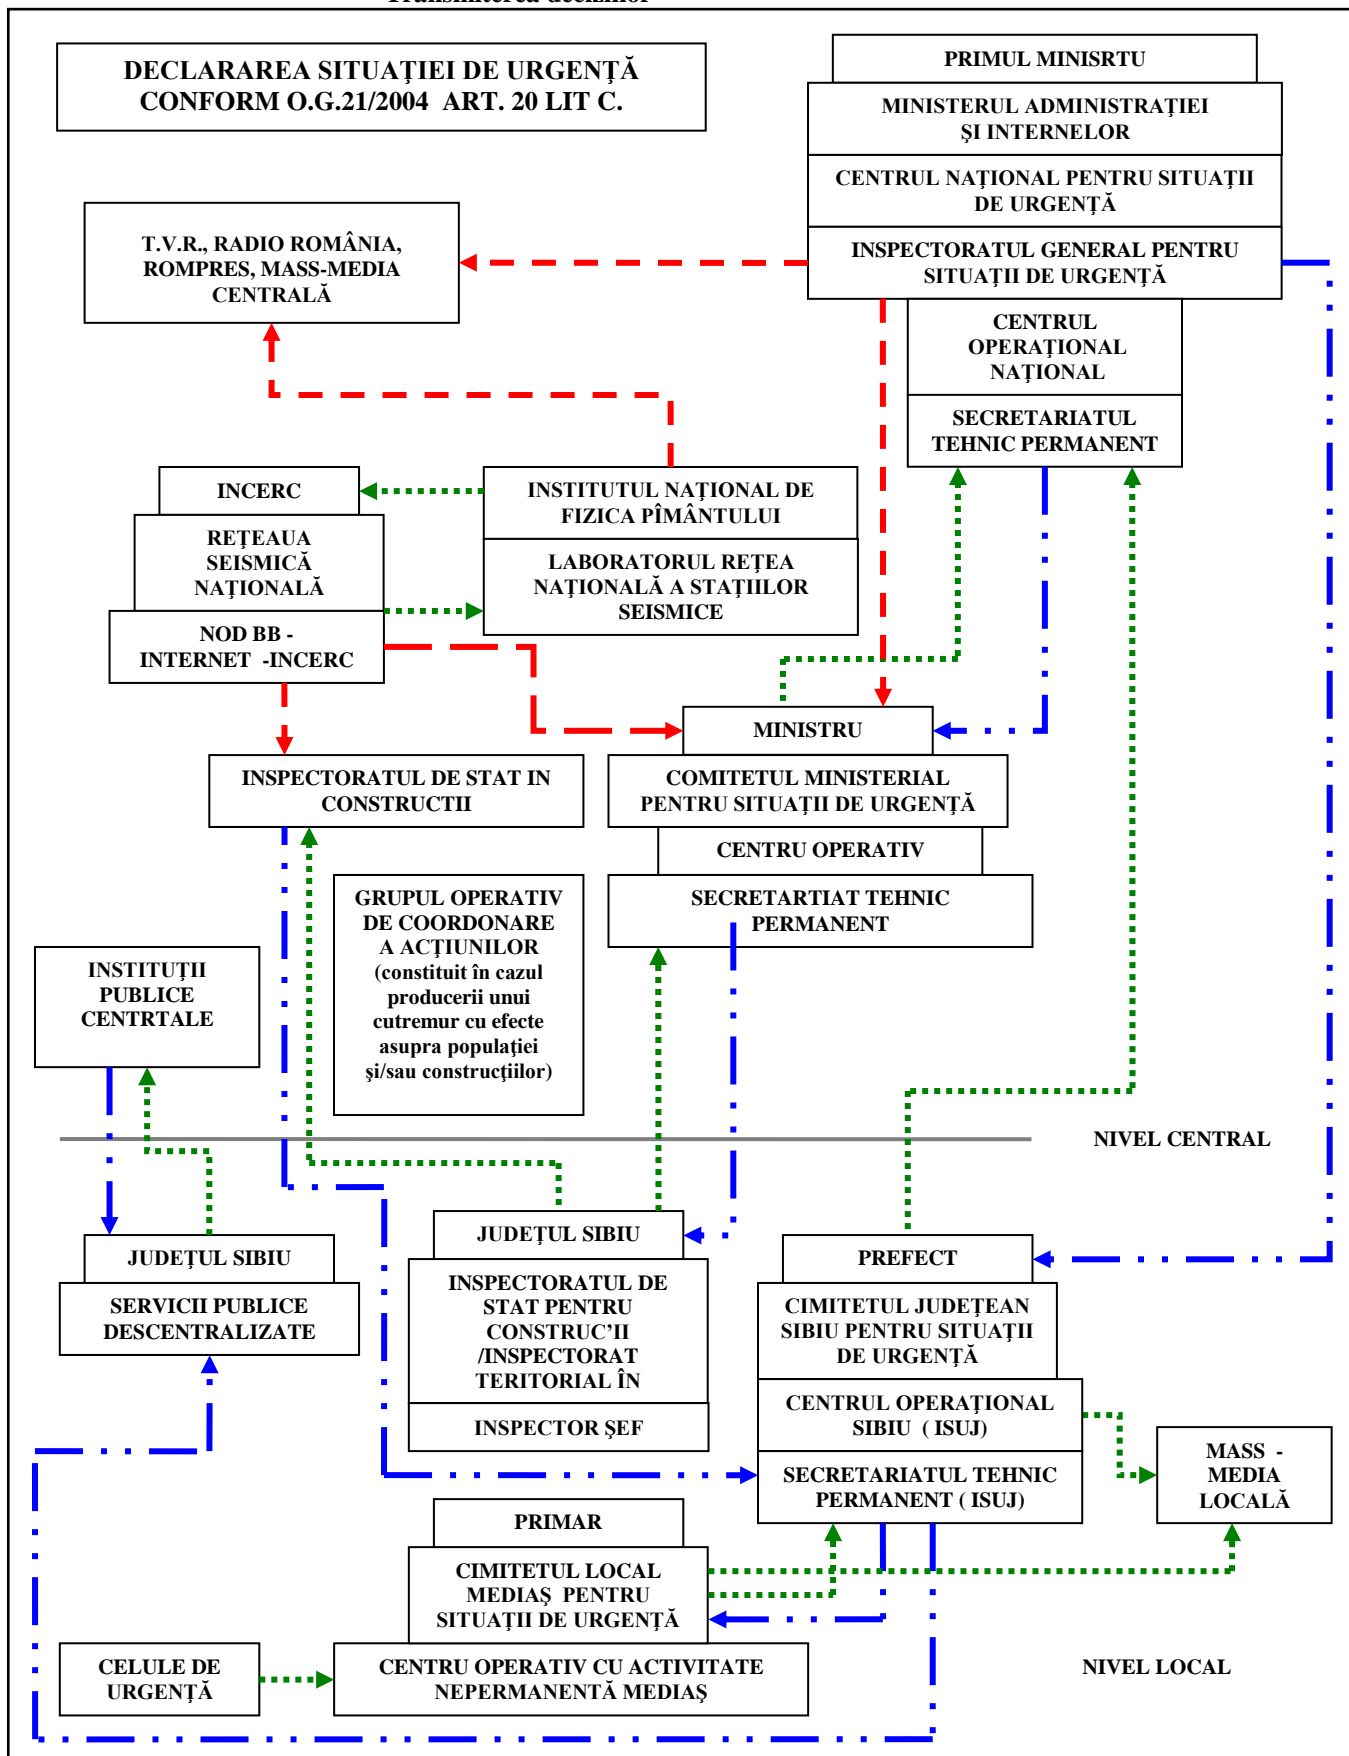 Transmiterea deciziilor
DECLARAREA SITUAŢIEI DE URGENŢĂ
CONFORM O.G.21/2004 ART. 20 LIT C.
PRIMUL MINISRTU
MINISTERUL ADMINISTRAŢIEI
ŞI INTERNELOR
CENTRUL NAŢIONAL PENTRU SITUAŢII
DE URGENŢĂ
INSPECTORATUL GENERAL PENTRU
SITUAŢII DE URGENŢĂ
T.V.R., RADIO ROMÂNIA,
ROMPRES, MASS-MEDIA
CENTRALĂ
CENTRUL
OPERAŢIONAL
NAŢIONAL
SECRETARIATUL
TEHNIC PERMANENT
INCERC
REŢEAUA
SEISMICĂ
NAŢIONALĂ
NOD BB -
INTERNET -INCERC
INSTITUTUL NAŢIONAL DE
FIZICA PÎMÂNTULUI
LABORATORUL REŢEA
NAŢIONALĂ A STAŢIILOR
SEISMICE
MINISTRU
COMITETUL MINISTERIAL
PENTRU SITUAŢII DE URGENŢĂ
CENTRU OPERATIV
SECRETARTIAT TEHNIC
PERMANENT
INSPECTORATUL DE STAT IN
CONSTRUCTII
GRUPUL OPERATIV
DE COORDONARE
A ACŢIUNILOR
(constituit în cazul
producerii unui
cutremur cu efecte
asupra populaţiei
şi/sau construcţiilor)
INSTITUŢII
PUBLICE
CENTRTALE
NIVEL CENTRAL
JUDEŢUL SIBIU
SERVICII PUBLICE
DESCENTRALIZATE
JUDEŢUL SIBIU
INSPECTORATUL DE
STAT PENTRU
CONSTRUC’II
/INSPECTORAT
TERITORIAL ÎN
INSPECTOR ŞEF
PREFECT
CIMITETUL JUDEŢEAN
SIBIU PENTRU SITUAŢII
DE URGENŢĂ
CENTRUL OPERAŢIONAL
SIBIU ( ISUJ)
SECRETARIATUL TEHNIC
PERMANENT ( ISUJ)
MASS -
MEDIA
LOCALĂ
PRIMAR
CIMITETUL LOCAL
MEDIAŞ PENTRU
SITUAŢII DE URGENŢĂ
CENTRU OPERATIV CU ACTIVITATE
NEPERMANENTĂ MEDIAŞ
CELULE DE
URGENŢĂ
NIVEL LOCAL